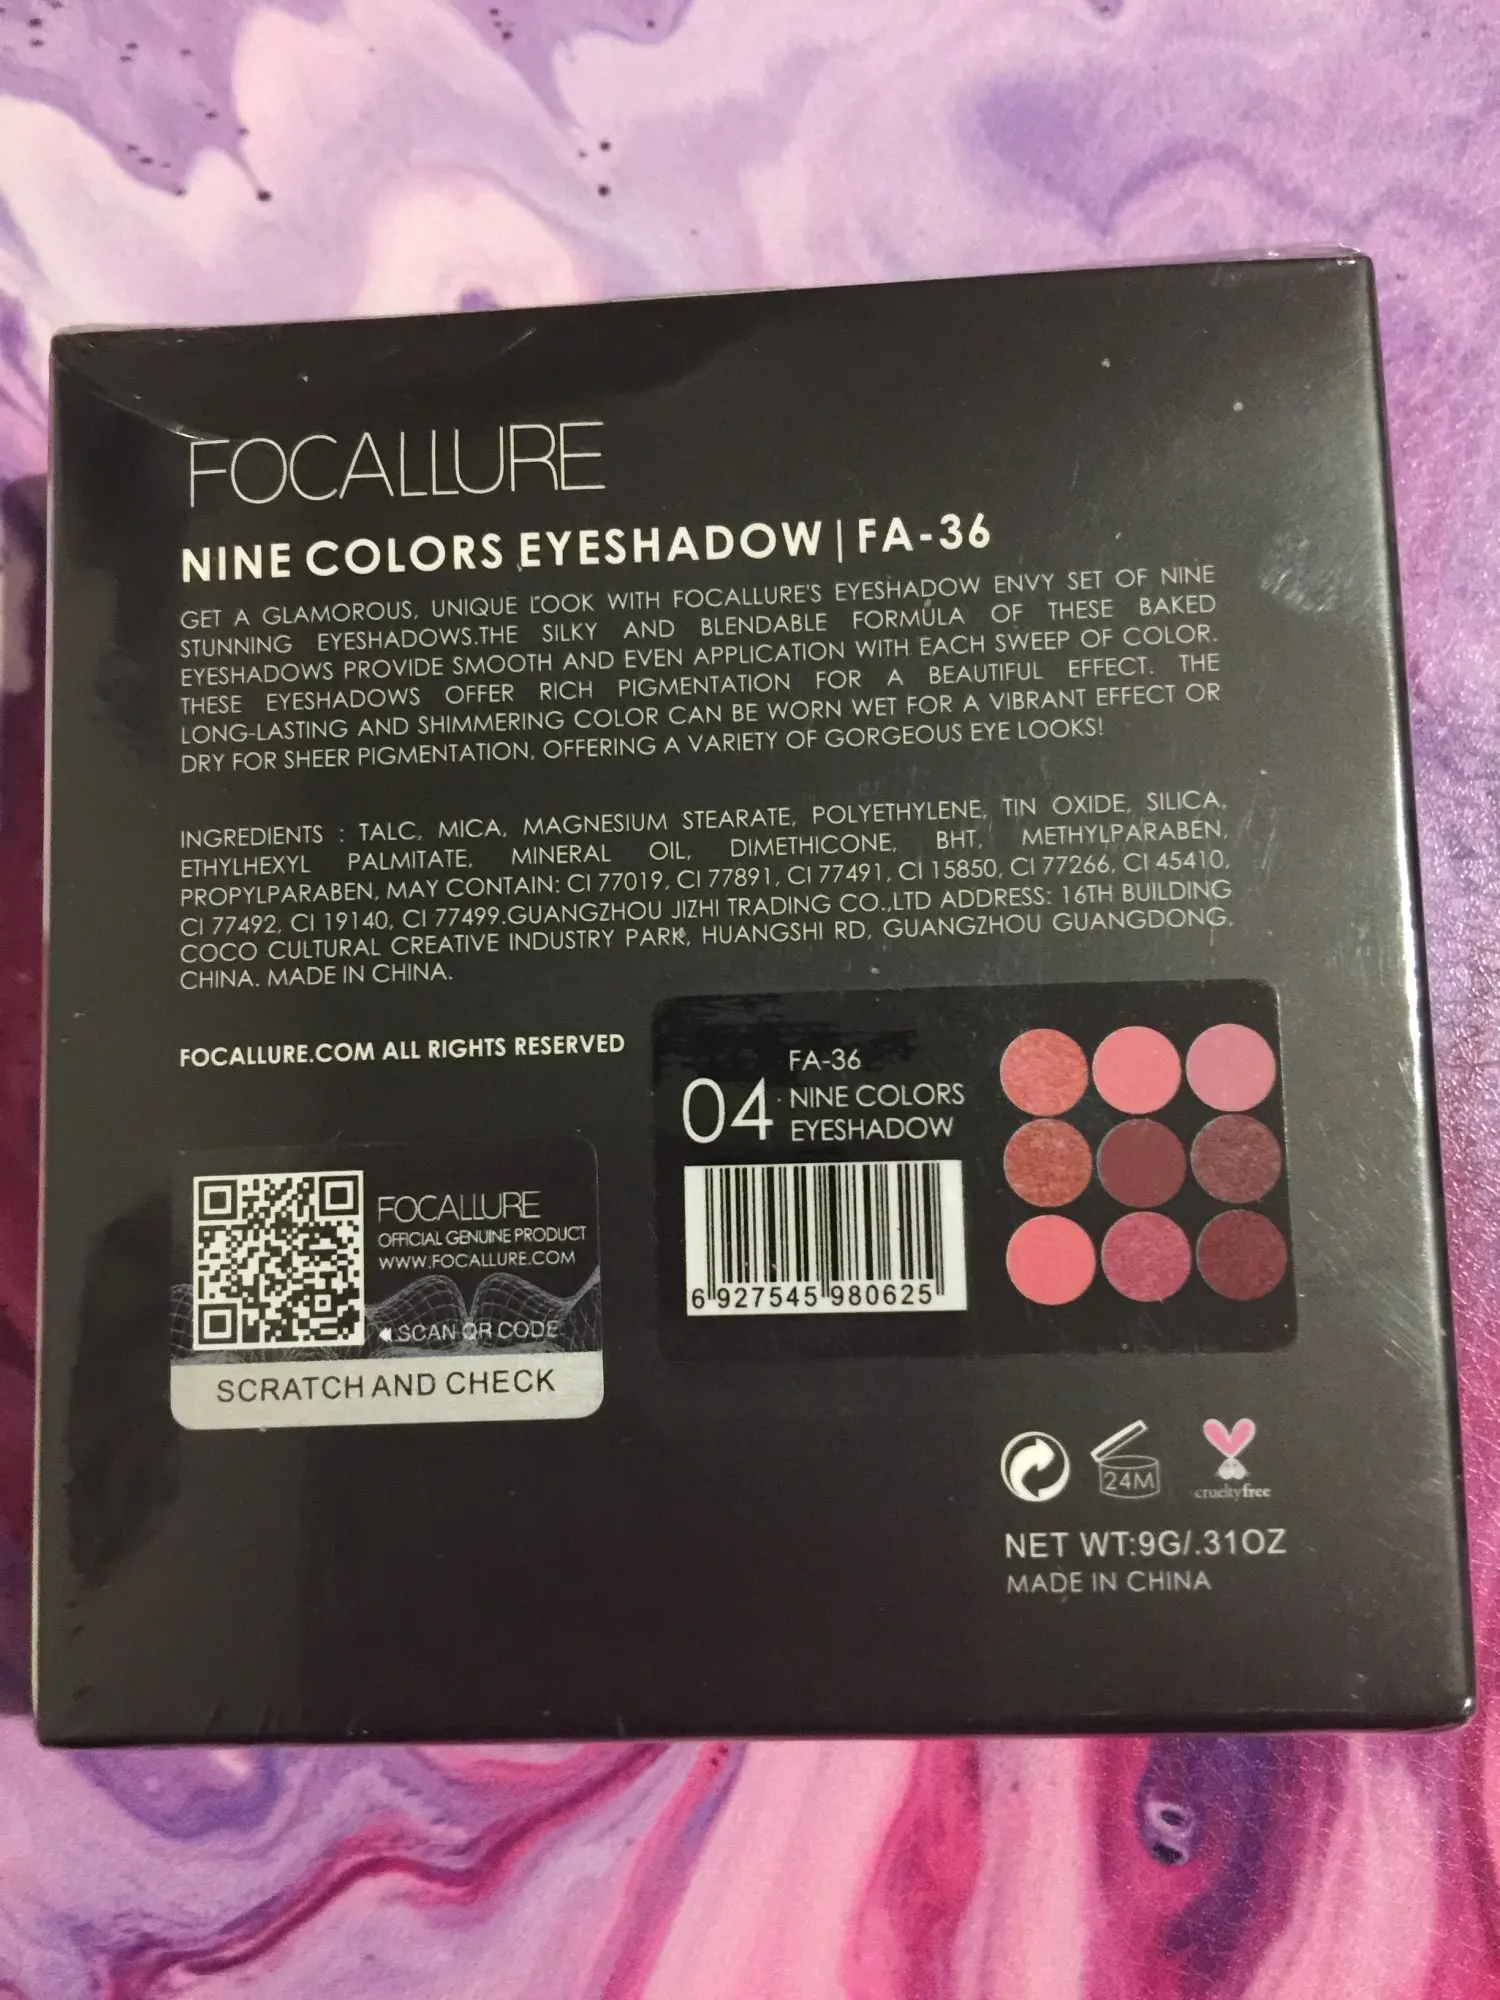 FOCALLURE
NINE COLORS EYESHADOW | FA-36
GET A GLAMOROUS, UNIQUE LOOK WITH FOCALLURE'S EYESHADOW ENVY SET OF NINE
STUNNING EYESHADOWS.THE SILKY AND BLENDABLE FORMULA OF THESE BAKED
EYESHADOWS PROVIDE SMOOTH AND EVEN APPLICATION WITH EACH SWEEP OF COLOR.
THESE EYESHADOWS OFFER RICH PIGMENTATION FOR A BEAUTIFUL EFFECT. THE
LONG-LASTING AND SHIMMERING COLOR CAN BE WORN WET FOR A VIBRANT EFFECT OR
DRY FOR SHEER PIGMENTATION, OFFERING A VARIETY OF GORGEOUS EYE LOOKS!
INGREDIENTS : TALC, MICA, MAGNESIUM STEARATE, POLYETHYLENE, TIN OXIDE, SILICA,
ETHYLHEXYL PALMITATE, MINERAL OIL, DIMETHICONE, BHT, METHYLPARABEN,
PROPYLPARABEN, MAY CONTAIN: CI 77019, CI 77891, CI 77491, CI 15850, CI 77266, CI 45410,
CI 77492, CI 19140, CI 77499.GUANGZHOU JIZHI TRADING CO.,LTD ADDRESS: 16TH BUILDING
COCO CULTURAL CREATIVE INDUSTRY PARK, HUANGSHI RD, GUANGZHOU GUANGDONG,
CHINA. MADE IN CHINA.
FOCALLURE.COM ALL RIGHTS RESERVED
FOCALLURE
OFFICIAL GENUINE PRODUCT
WWW.FOCALLURE.COM
SCAN QR CODE
SCRATCH AND CHECK
04
FA-36
NINE COLORS
EYESHADOW
6 927545 980625
24M
crueltyfree
NET WT:9G/.31OZ
MADE IN CHINA